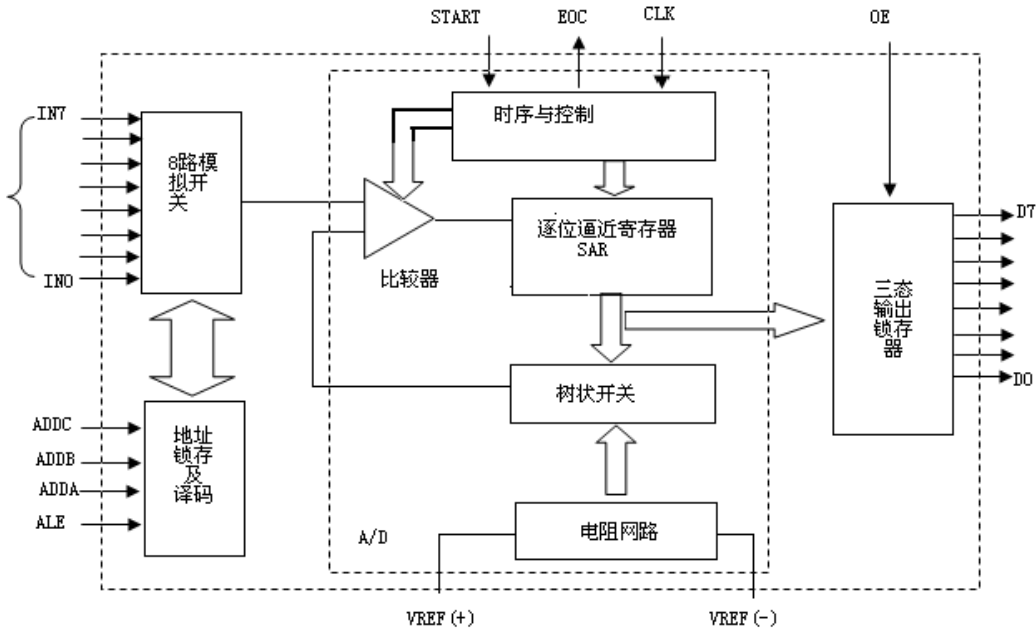 START EOC CLK OE
时序与控制
IN7
8路模
拟开
关
逐位逼近寄存器
SAR
D7
比较器
IN0
三态
输出
锁存
器
树状开关
D0
ADDC
地址
锁存
及
译码
ADDB
ADDA
ALE
A/D
电阻网路
VREF(+) VREF(-)